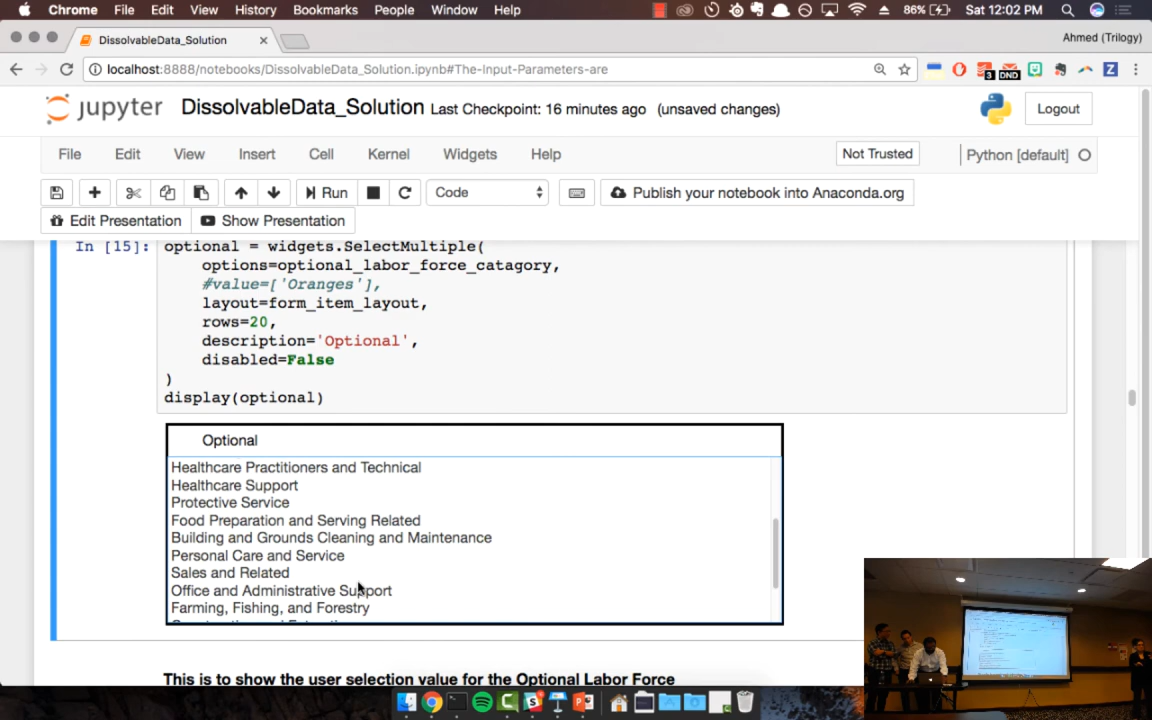 Chrome File Edit View History Bookmarks People Window Help 86% Sat 12:02 PM
DissolvableData_Solution Ahmed (Trilogy)
localhost:8888/notebooks/DissolvableData_Solution.ipynb#The-Input-Parameters-are
3 DND Z
jupyter DissolvableData_Solution Last Checkpoint: 16 minutes ago (unsaved changes) Logout
File Edit View Insert Cell Kernel Widgets Help Not Trusted Python [default]
Run Code Publish your notebook into Anaconda.org
Edit Presentation Show Presentation
In [15]: optional = widgets.SelectMultiple(
options=optional_labor_force_catagory,
#value=['Oranges'],
layout=form_item_layout,
rows=20,
description='Optional',
disabled=False
)
display(optional)
Optional
Healthcare Practitioners and Technical
Healthcare Support
Protective Service
Food Preparation and Serving Related
Building and Grounds Cleaning and Maintenance
Personal Care and Service
Sales and Related
Office and Administrative Support
Farming, Fishing, and Forestry
This is to show the user selection value for the Optional Labor Force